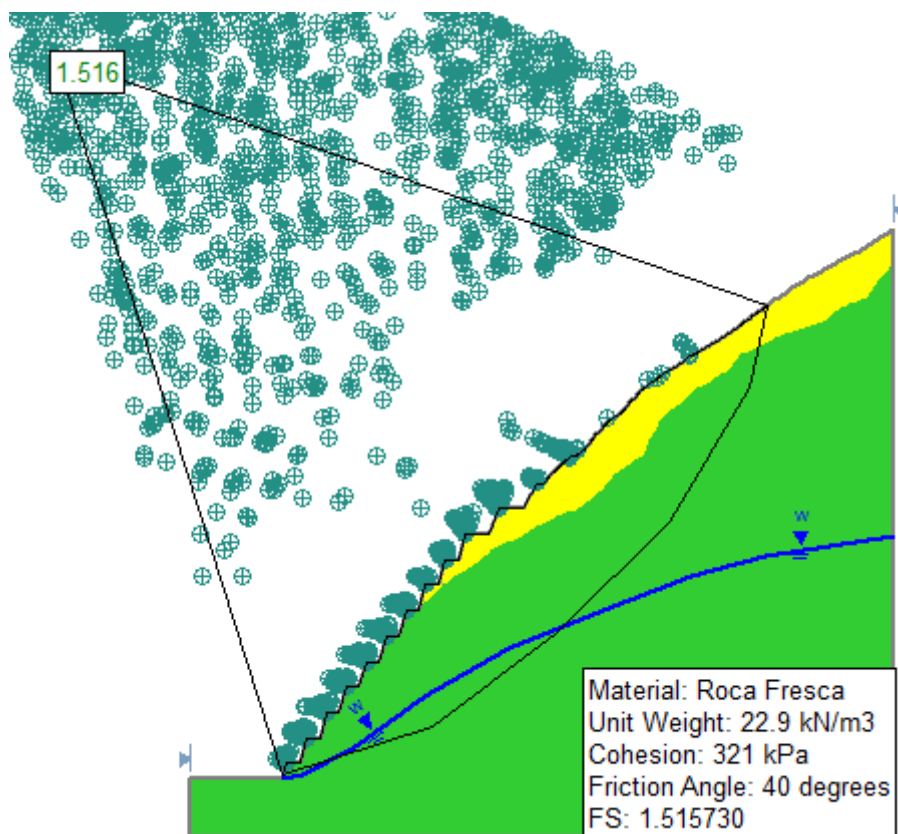 1.516
W
W
Material: Roca Fresca
Unit Weight: 22.9 kN/m3
Cohesion: 321 kPa
Friction Angle: 40 degrees
FS: 1.515730